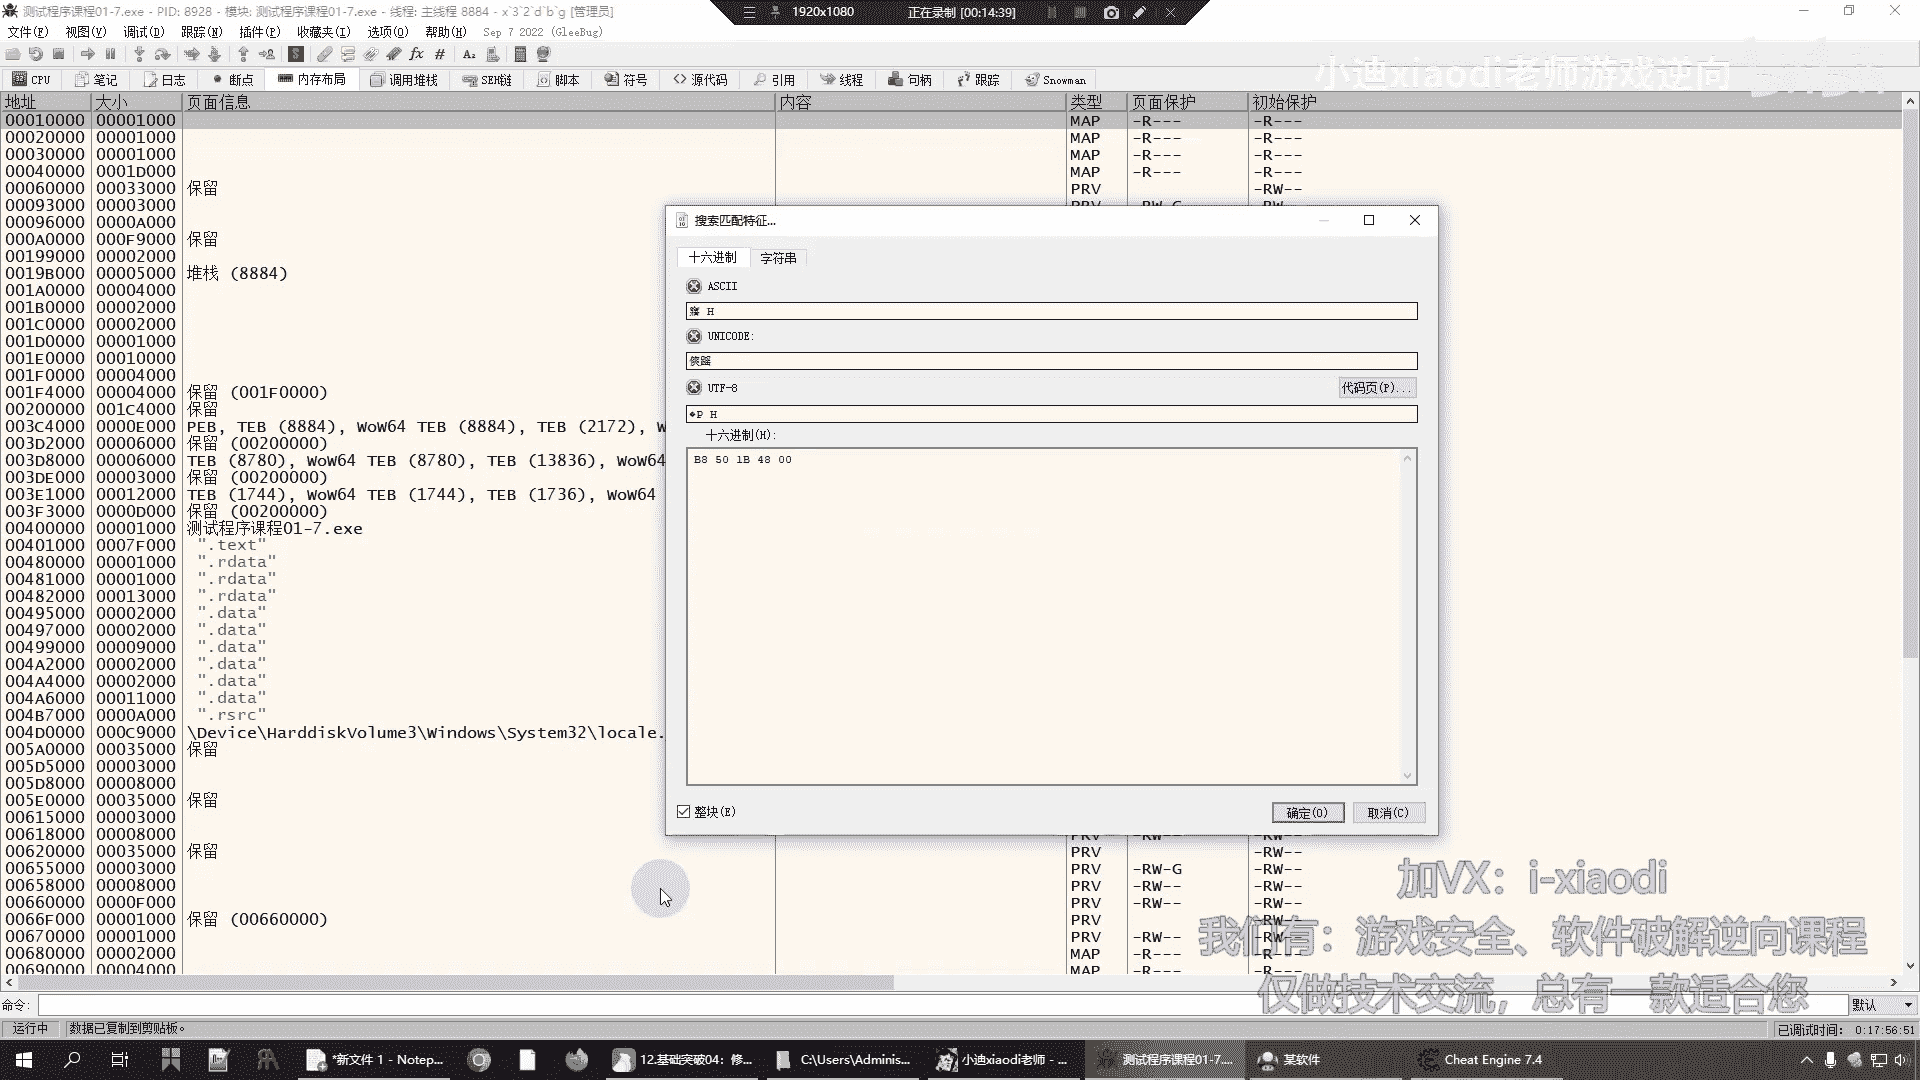 测试程序课程01-7.exe - PID: 8928 - 模块: 测试程序课程01-7.exe - 线程: 主线程 8884 - x`3`2`d`b`g [管理员]
1920x1080 正在录制 [00:14:39]
文件(F) 视图(V) 调试(D) 跟踪(N) 插件(P) 收藏夹(I) 选项(O) 帮助(H) Sep 7 2022 (GleeBug)
CPU 笔记 日志 断点 内存布局 调用堆栈 SEH链 脚本 符号 源代码 引用 线程 句柄 跟踪 Snowman
小迪xiaodi老师游戏逆向
地址 大小 页面信息 内容 类型 页面保护 初始保护
00010000 00001000 MAP -R--- -R---
00020000 00001000 MAP -R--- -R---
00030000 00001000 MAP -R--- -R---
00040000 0001D000 MAP -R--- -R---
00060000 00033000 保留 PRV -RW--
00093000 00003000 PRV -RW-G -RW--
00096000 0000A000
000A0000 000F9000 保留
00199000 00002000
0019B000 00005000 堆栈 (8884)
001A0000 00004000
001B0000 00002000
001C0000 00002000
001D0000 00001000
001E0000 00010000
001F0000 00004000
001F4000 00004000 保留 (001F0000)
00200000 001C4000 保留
003C4000 0000E000 PEB, TEB (8884), WoW64 TEB (8884), TEB (2172), W
003D2000 00006000 保留 (00200000)
003D8000 00006000 TEB (8780), WoW64 TEB (8780), TEB (13836), WoW64
003DE000 00003000 保留 (00200000)
003E1000 00012000 TEB (1744), WoW64 TEB (1744), TEB (1736), WoW64
003F3000 0000D000 保留 (00200000)
00400000 00001000 测试程序课程01-7.exe
00401000 0007F000 ".text"
00480000 00001000 ".rdata"
00481000 00001000 ".rdata"
00482000 00013000 ".rdata"
00495000 00002000 ".data"
00497000 00002000 ".data"
00499000 00009000 ".data"
004A2000 00002000 ".data"
004A4000 00002000 ".data"
004A6000 00011000 ".data"
004B7000 0000A000 ".rsrc"
004D0000 000C9000 \Device\HarddiskVolume3\Windows\System32\locale.
005A0000 00035000 保留
005D5000 00003000
005D8000 00008000
005E0000 00035000 保留
00615000 00003000
00618000 00008000 PRV -RW-- -RW--
00620000 00035000 保留 PRV -RW--
00655000 00003000 PRV -RW-G -RW--
00658000 00008000 PRV -RW-- -RW--
00660000 0000F000 PRV -RW-- -RW--
0066F000 00001000 保留 (00660000) PRV -RW--
00670000 00001000 PRV -RW-- -RW--
00680000 00002000 MAP -R--- -R---
00690000 00004000 MAP -R--- -R---
搜索匹配特征...
十六进制 字符串
ASCII
H
UNICODE:
UTF-8 代码页(P)...
�P H
十六进制(H):
B8 50 1B 48 00
整块(E) 确定(O) 取消(C)
加VX：i-xiaodi
我们有：游戏安全、软件破解逆向课程
仅做技术交流，总有一款适合您
命令: 默认
运行中 数据已复制到剪贴板。 已调试时间: 0:17:56:51
*新文件 1 - Notep... 12.基础突破04：修... C:\Users\Adminis... 小迪xiaodi老师 - ... 测试程序课程01-7.... 某软件 Cheat Engine 7.4